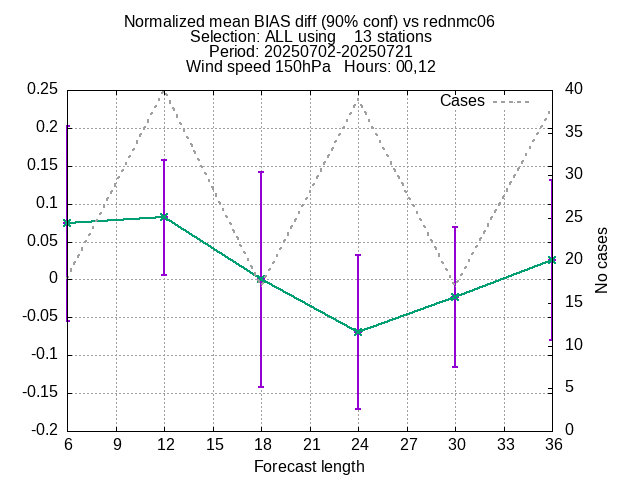 Normalized mean BIAS diff (90% conf) vs rednmc06
Selection: ALL using    13 stations
Period: 20250702-20250721
Wind speed 150hPa   Hours: 00,12
Cases
0.25
0.2
0.15
0.1
0.05
0
-0.05
-0.1
-0.15
-0.2
40
35
30
25
20
15
10
5
0
No cases
6 9 12 15 18 21 24 27 30 33 36
Forecast length